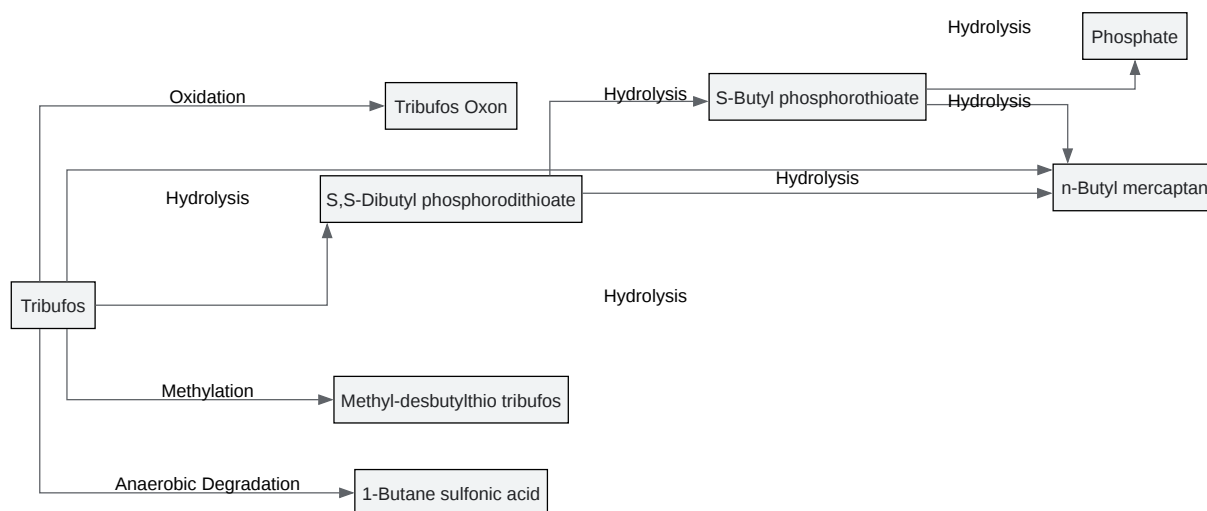 Hydrolysis
Phosphate
Oxidation
Tribufos Oxon
Hydrolysis
S-Butyl phosphorothioate
Hydrolysis
Hydrolysis
S,S-Dibutyl phosphorodithioate
Hydrolysis
n-Butyl mercaptan
Tribufos
Hydrolysis
Methylation
Methyl-desbutylthio tribufos
Anaerobic Degradation
1-Butane sulfonic acid